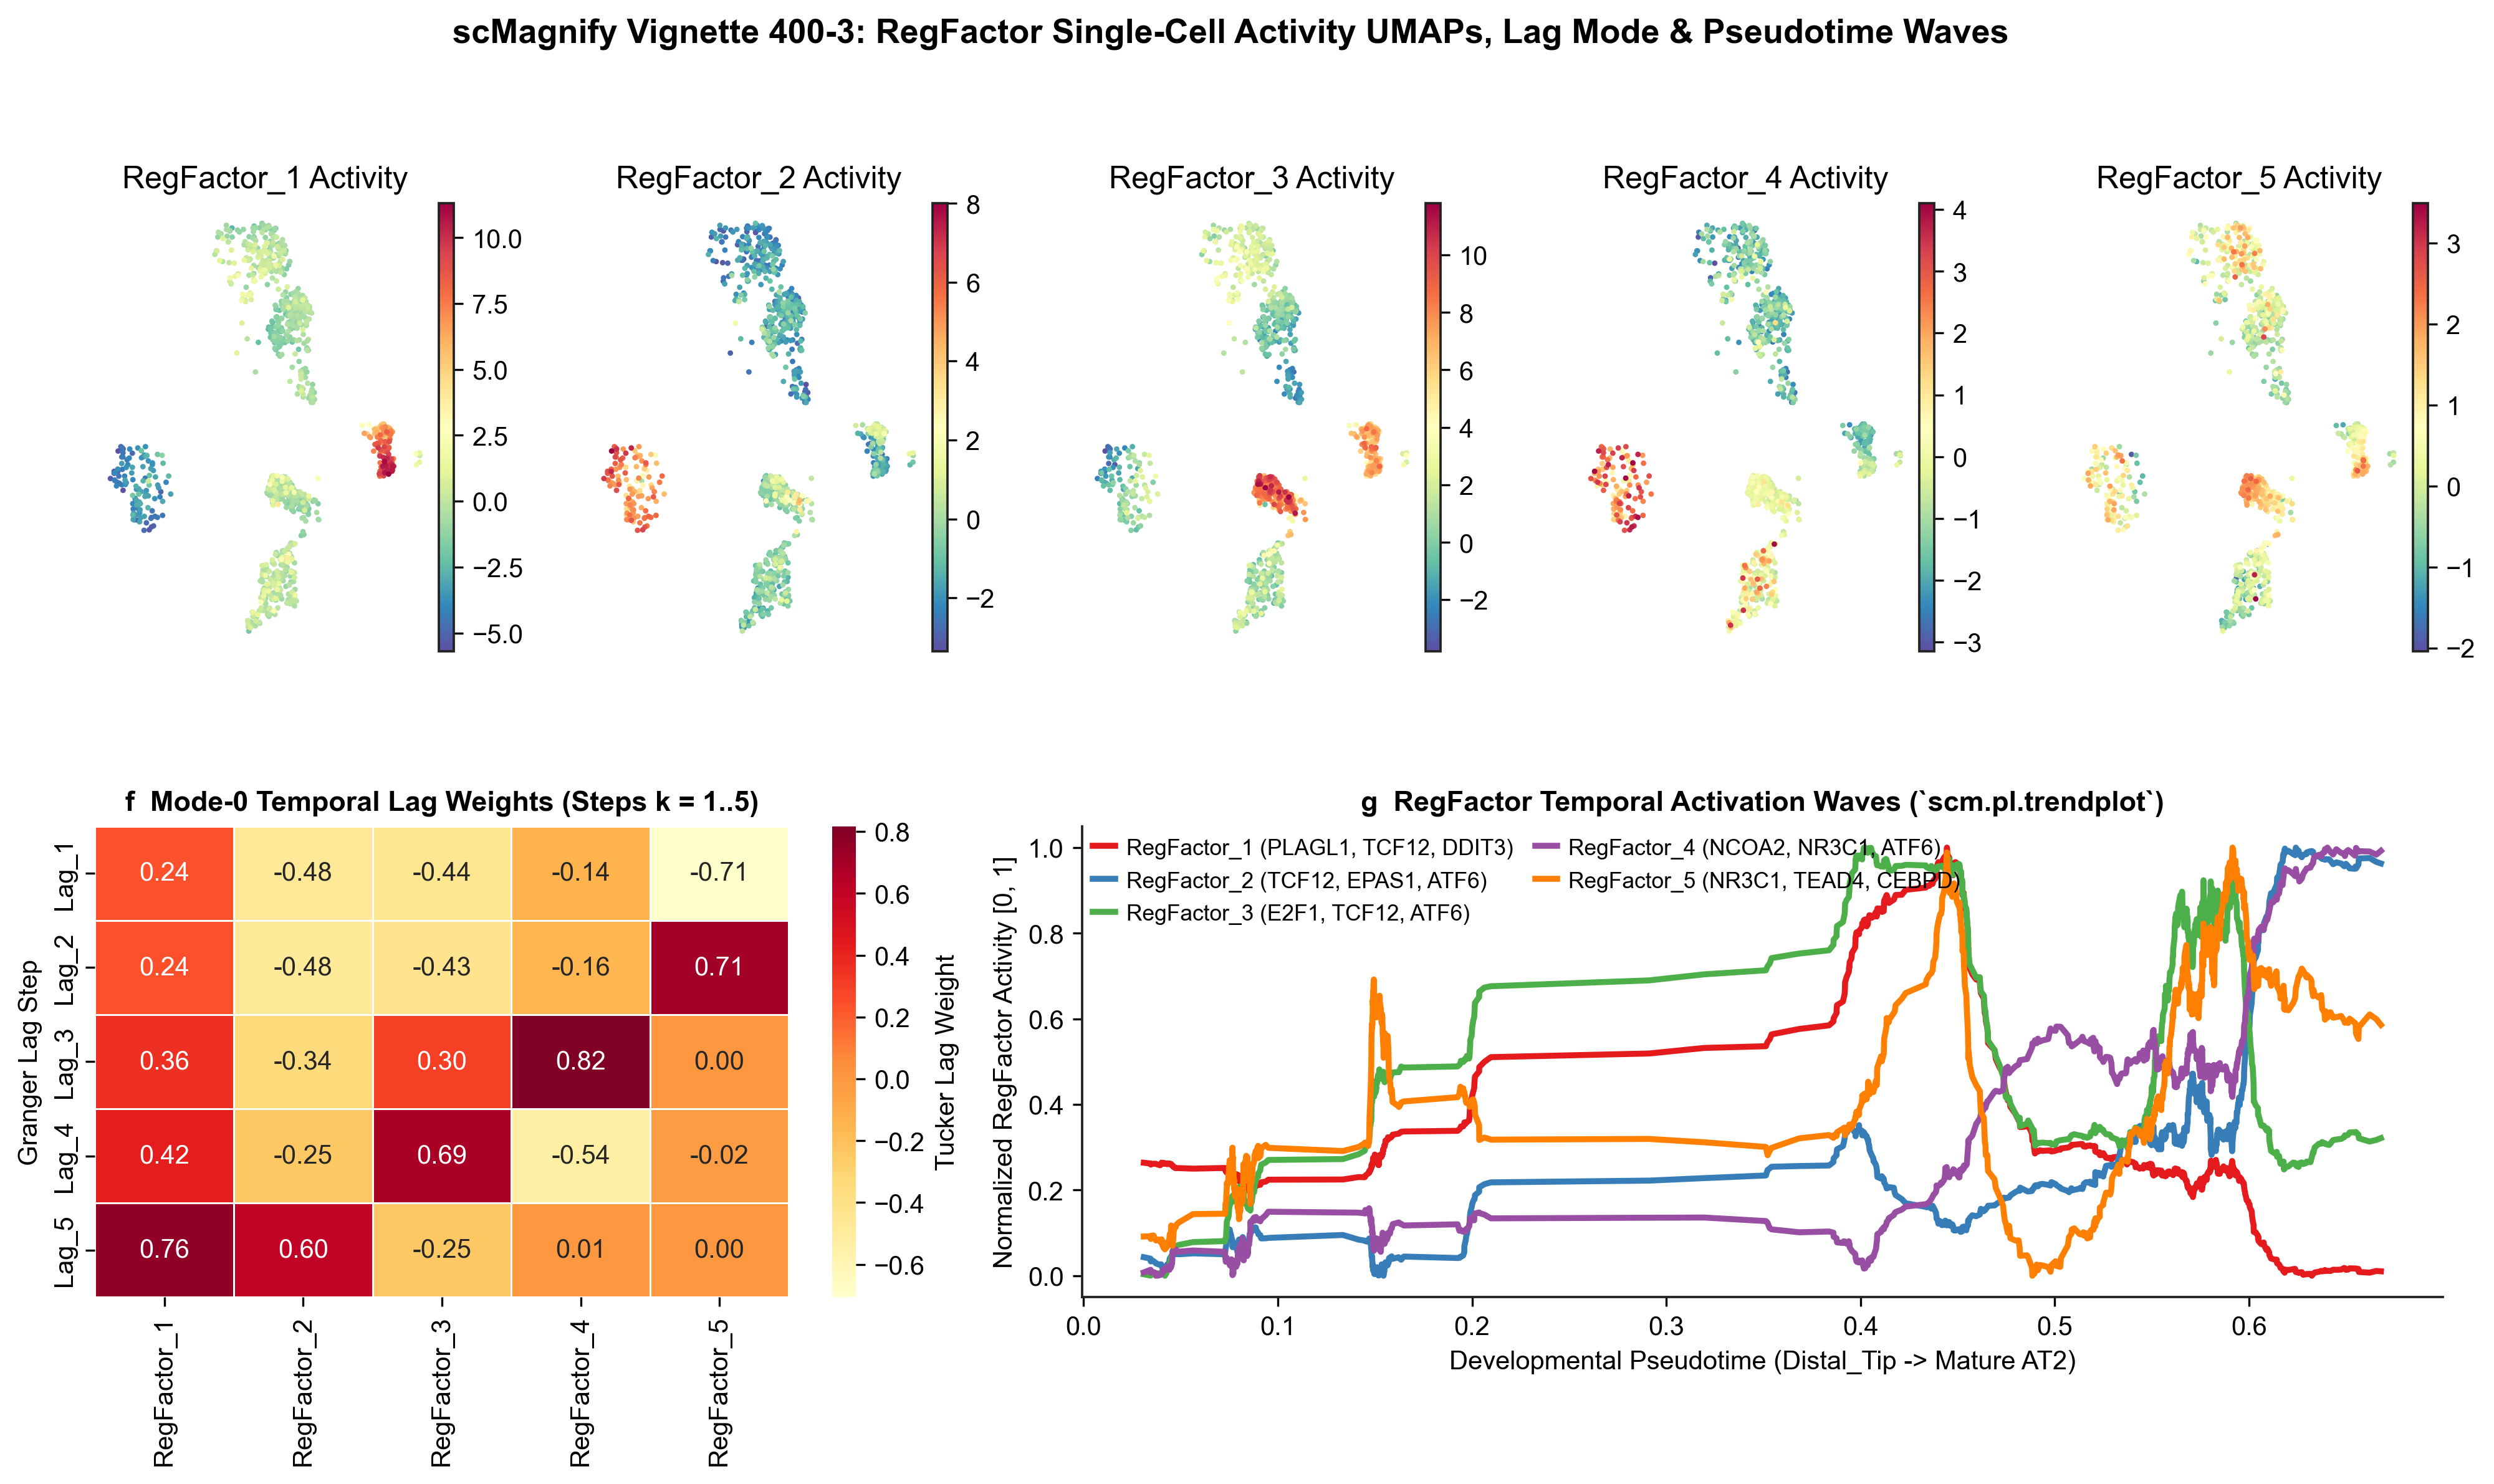 scMagnify Vignette 400-3: RegFactor Single-Cell Activity UMAPs, Lag Mode & Pseudotime Waves
RegFactor_1 Activity
10.0
7.5
5.0
2.5
0.0
−2.5
−5.0
RegFactor_2 Activity
8
6
4
2
0
−2
RegFactor_3 Activity
10
8
6
4
2
0
−2
RegFactor_4 Activity
4
3
2
1
0
−1
−2
−3
RegFactor_5 Activity
3
2
1
0
−1
−2
f Mode-0 Temporal Lag Weights (Steps k = 1..5)
Granger Lag Step
Lag_1 0.24 -0.48 -0.44 -0.14 -0.71
Lag_2 0.24 -0.48 -0.43 -0.16 0.71
Lag_3 0.36 -0.34 0.30 0.82 0.00
Lag_4 0.42 -0.25 0.69 -0.54 -0.02
Lag_5 0.76 0.60 -0.25 0.01 0.00
RegFactor_1 RegFactor_2 RegFactor_3 RegFactor_4 RegFactor_5
0.8
0.6
0.4
0.2
0.0
−0.2
−0.4
−0.6
Tucker Lag Weight
g RegFactor Temporal Activation Waves (`scm.pl.trendplot`)
RegFactor_1 (PLAGL1, TCF12, DDIT3)
RegFactor_2 (TCF12, EPAS1, ATF6)
RegFactor_3 (E2F1, TCF12, ATF6)
RegFactor_4 (NCOA2, NR3C1, ATF6)
RegFactor_5 (NR3C1, TEAD4, CEBPD)
Normalized RegFactor Activity [0, 1]
1.0
0.8
0.6
0.4
0.2
0.0
0.0 0.1 0.2 0.3 0.4 0.5 0.6
Developmental Pseudotime (Distal_Tip -> Mature AT2)